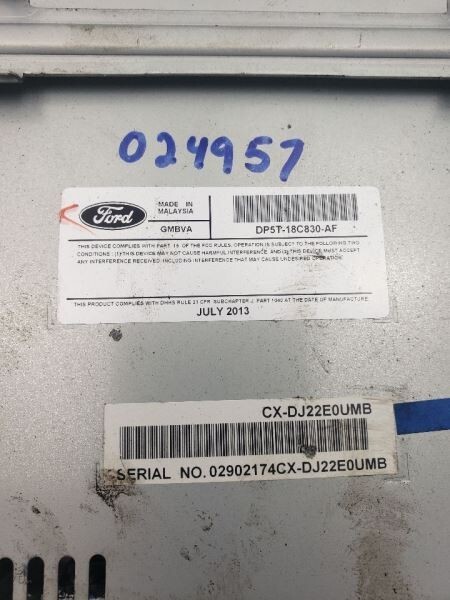 024957
Ford
MADE IN
MALAYSIA
GMBVA
DP5T-18C830-AF
THIS DEVICE COMPLIES WITH PART 15 OF THE FCC RULES, OPERATION IS SUBJECT TO THE FOLLOWING TWO
CONDITIONS: (1)THIS DEVICE MAY NOT CAUSE HARMFUL INTERFERENCE, AND (2) THIS DEVICE MUST ACCEPT
ANY INTERFERENCE RECEIVED, INCLUDING INTERFERENCE THAT MAY CAUSE UNDESIRED OPERATION.
THIS PRODUCT COMPLIES WITH DHHS RULE 21 CFR SUBCHAPTER J, PART 1040 AT THE DATE OF MANUFACTURE.
JULY 2013
CX-DJ22E0UMB
SERIAL NO.02902174CX-DJ22E0UMB